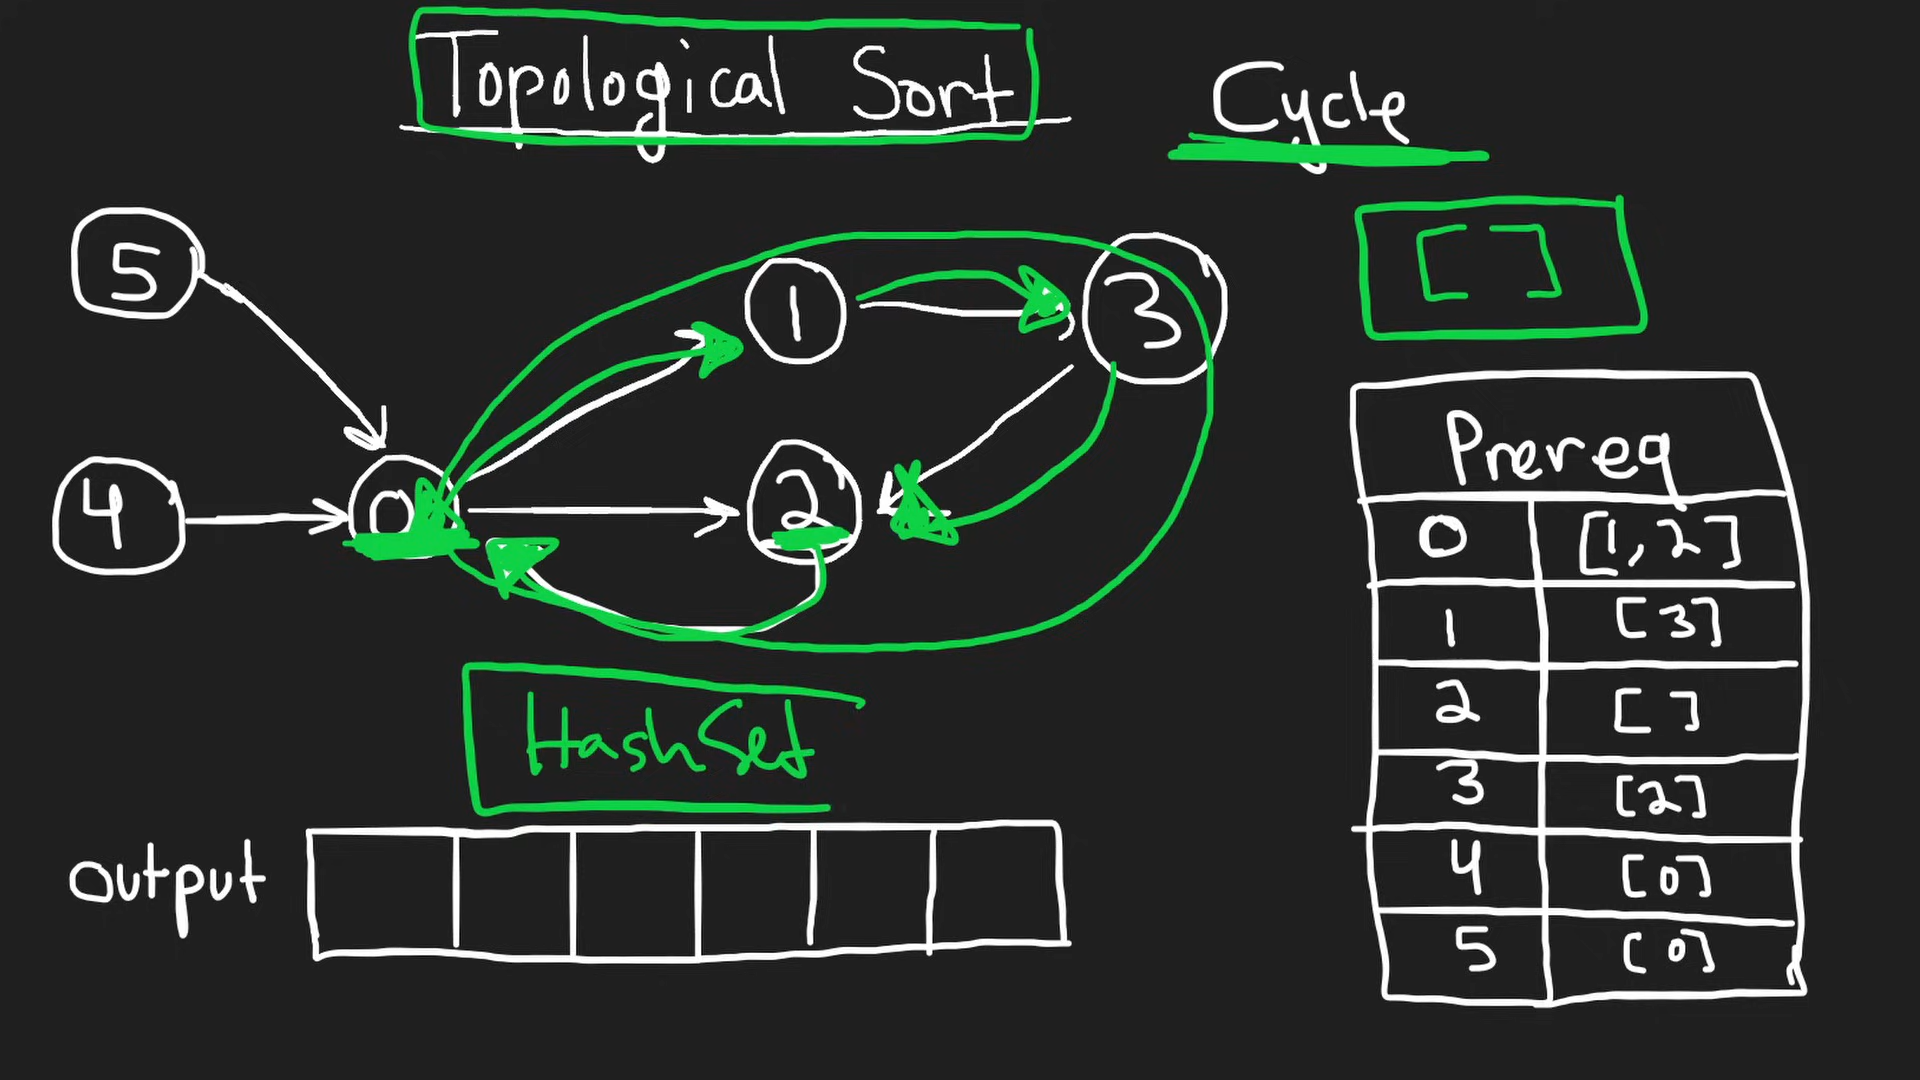 Topological Sort
Cycle
[ ]
5
1
3
4
0
2
Prereq
0 [1,2]
1 [3]
2 [ ]
3 [2]
4 [0]
5 [0]
HashSet
output